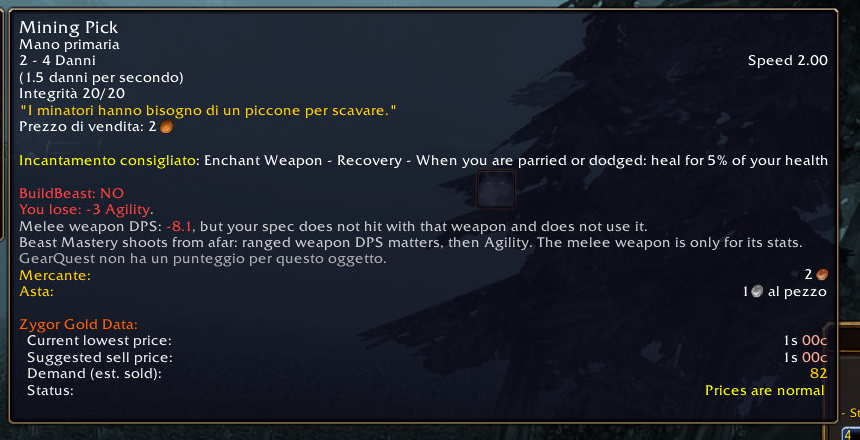 Mining Pick
Mano primaria
2 - 4 Danni Speed 2.00
(1.5 danni per secondo)
Integrità 20/20
"I minatori hanno bisogno di un piccone per scavare."
Prezzo di vendita: 2
Incantamento consigliato: Enchant Weapon - Recovery - When you are parried or dodged: heal for 5% of your health
BuildBeast: NO
You lose: -3 Agility.
Melee weapon DPS: -8.1, but your spec does not hit with that weapon and does not use it.
Beast Mastery shoots from afar: ranged weapon DPS matters, then Agility. The melee weapon is only for its stats.
GearQuest non ha un punteggio per questo oggetto.
Mercante: 2
Asta: 1 al pezzo
Zygor Gold Data:
Current lowest price: 1s 00c
Suggested sell price: 1s 00c
Demand (est. sold): 82
Status: Prices are normal
- St
4